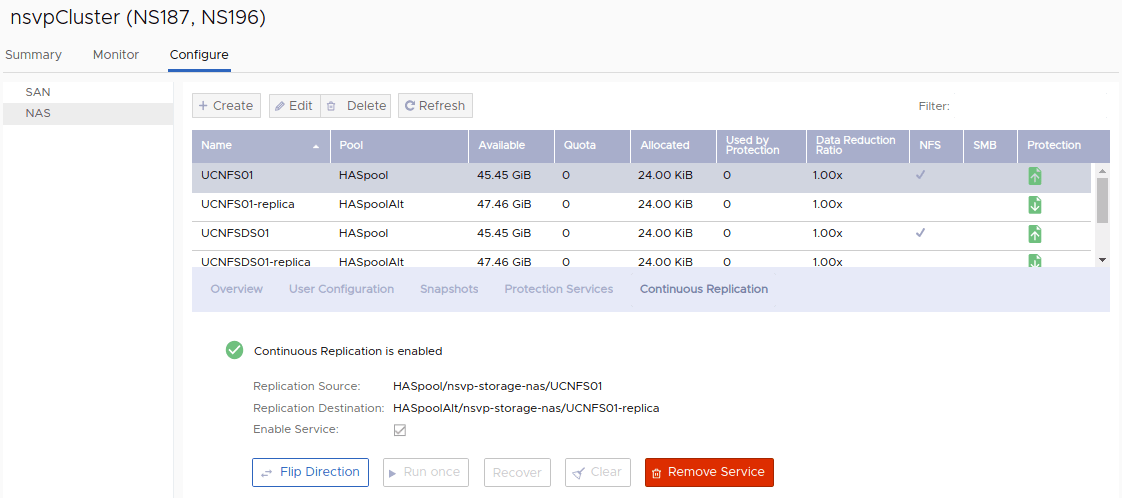 nsvpCluster (NS187, NS196)
Summary Monitor Configure
SAN
NAS
+ Create Edit Delete Refresh Filter:
Name Pool Available Quota Allocated Used by Protection Data Reduction Ratio NFS SMB Protection
UCNFS01 HASpool 45.45 GiB 0 24.00 KiB 0 1.00x
UCNFS01-replica HASpoolAlt 47.46 GiB 0 24.00 KiB 0 1.00x
UCNFSDS01 HASpool 45.45 GiB 0 24.00 KiB 0 1.00x
UCNFSDS01-replica HASpoolAlt 47.46 GiB 0 24.00 KiB 0 1.00x
Overview User Configuration Snapshots Protection Services Continuous Replication
Continuous Replication is enabled
Replication Source: HASpool/nsvp-storage-nas/UCNFS01
Replication Destination: HASpoolAlt/nsvp-storage-nas/UCNFS01-replica
Enable Service:
Flip Direction Run once Recover Clear Remove Service